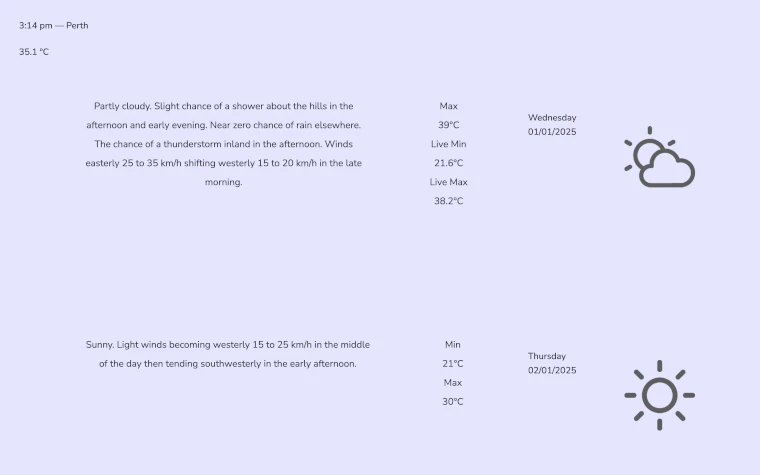 3:14 pm — Perth
35.1 °C
Partly cloudy. Slight chance of a shower about the hills in the
afternoon and early evening. Near zero chance of rain elsewhere.
The chance of a thunderstorm inland in the afternoon. Winds
easterly 25 to 35 km/h shifting westerly 15 to 20 km/h in the late
morning.
Max
39°C
Live Min
21.6°C
Live Max
38.2°C
Wednesday
01/01/2025
Sunny. Light winds becoming westerly 15 to 25 km/h in the middle
of the day then tending southwesterly in the early afternoon.
Min
21°C
Max
30°C
Thursday
02/01/2025